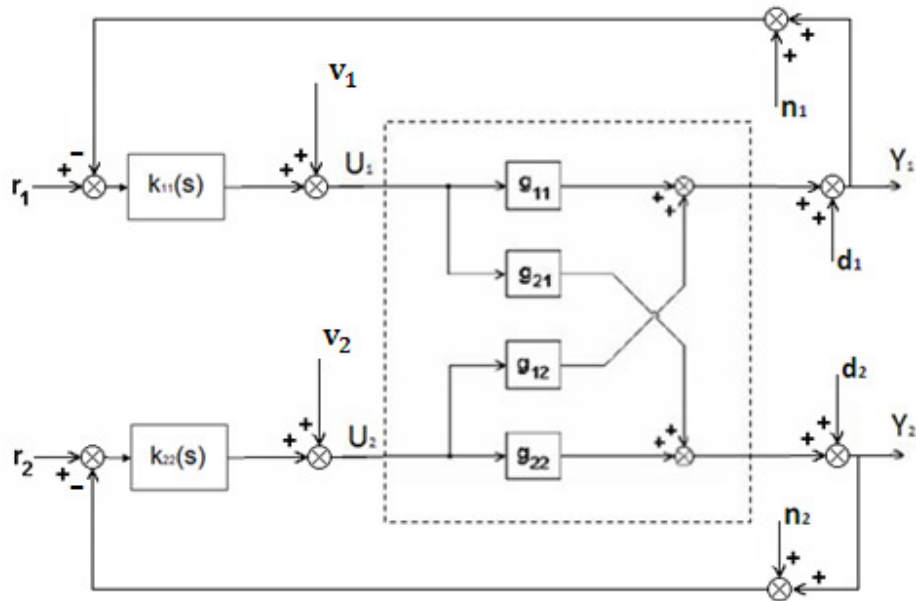 n₁
v₁
r₁
k₁₁(s)
U₁
g₁₁
Y₁
d₁
g₂₁
v₂
g₁₂
d₂
r₂
k₂₂(s)
U₂
g₂₂
Y₂
n₂